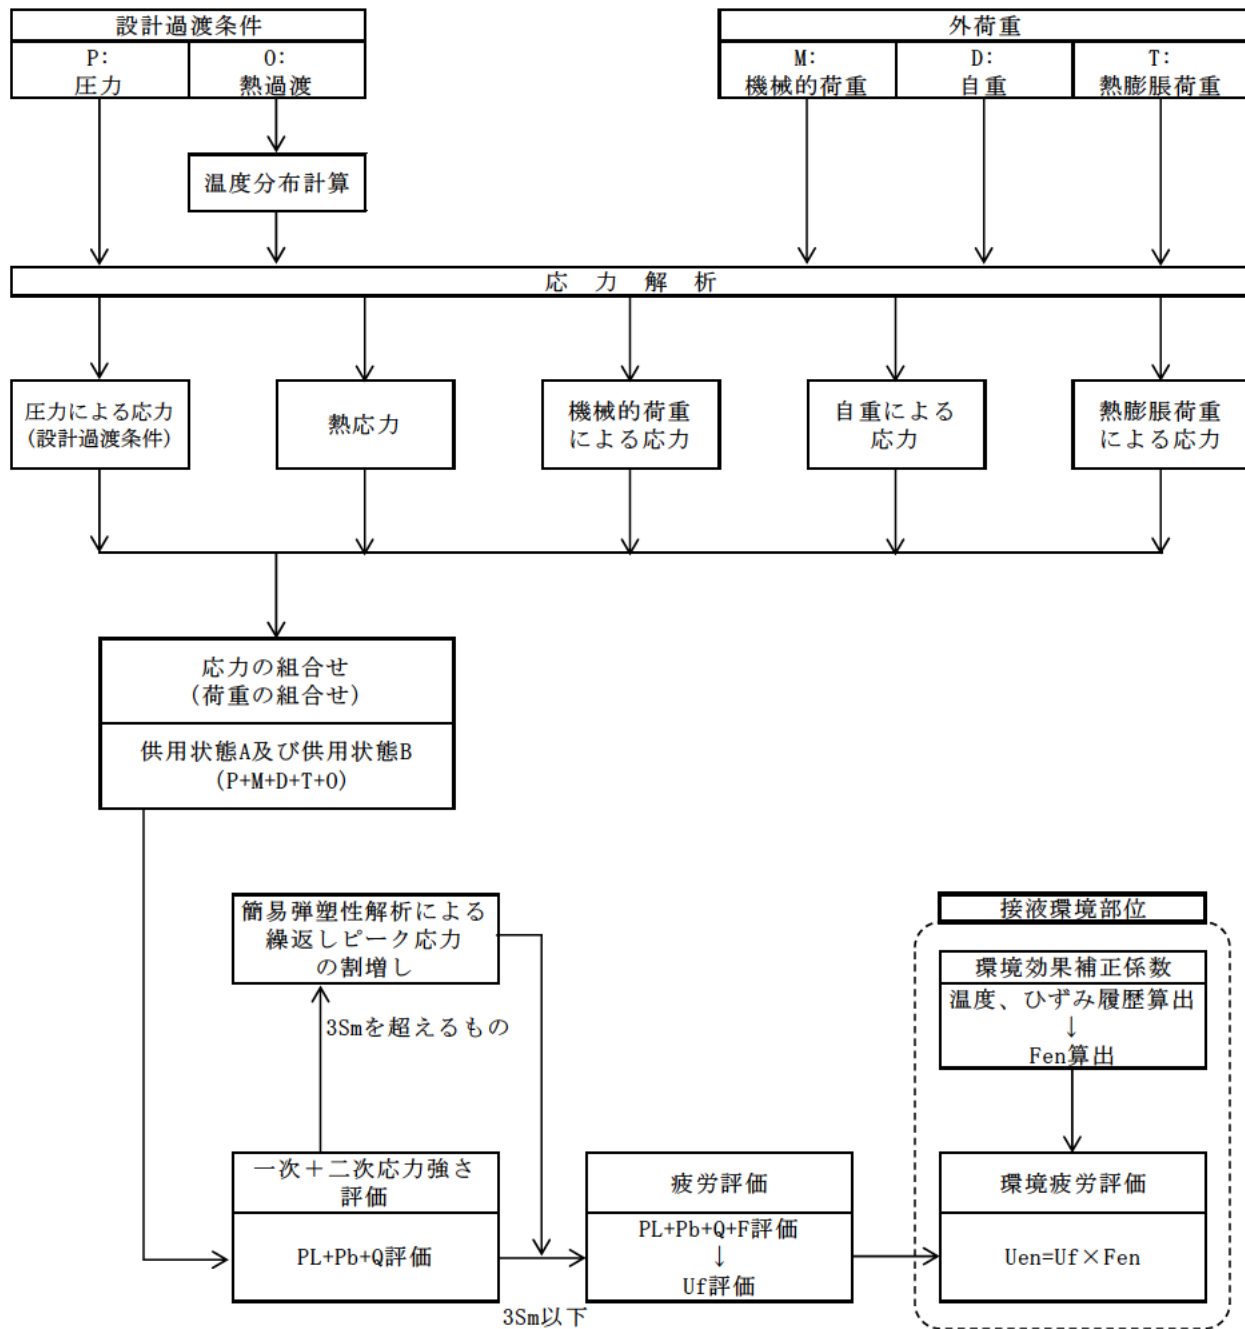 設計過渡条件
P:
圧力
O:
熱過渡
外荷重
M:
機械的荷重
D:
自重
T:
熱膨脹荷重
温度分布計算
応力解析
圧力による応力
(設計過渡条件)
熱応力
機械的荷重
による応力
自重による
応力
熱膨脹荷重
による応力
応力の組合せ
(荷重の組合せ)
供用状態A及び供用状態B
(P+M+D+T+O)
簡易弾塑性解析による
繰返しピーク応力
の割増し
3Smを超えるもの
接液環境部位
環境効果補正係数
温度、ひずみ履歴算出
↓
Fen算出
一次＋二次応力強さ
評価
PL+Pb+Q評価
3Sm以下
疲労評価
PL+Pb+Q+F評価
↓
Uf評価
環境疲労評価
Uen=Uf×Fen